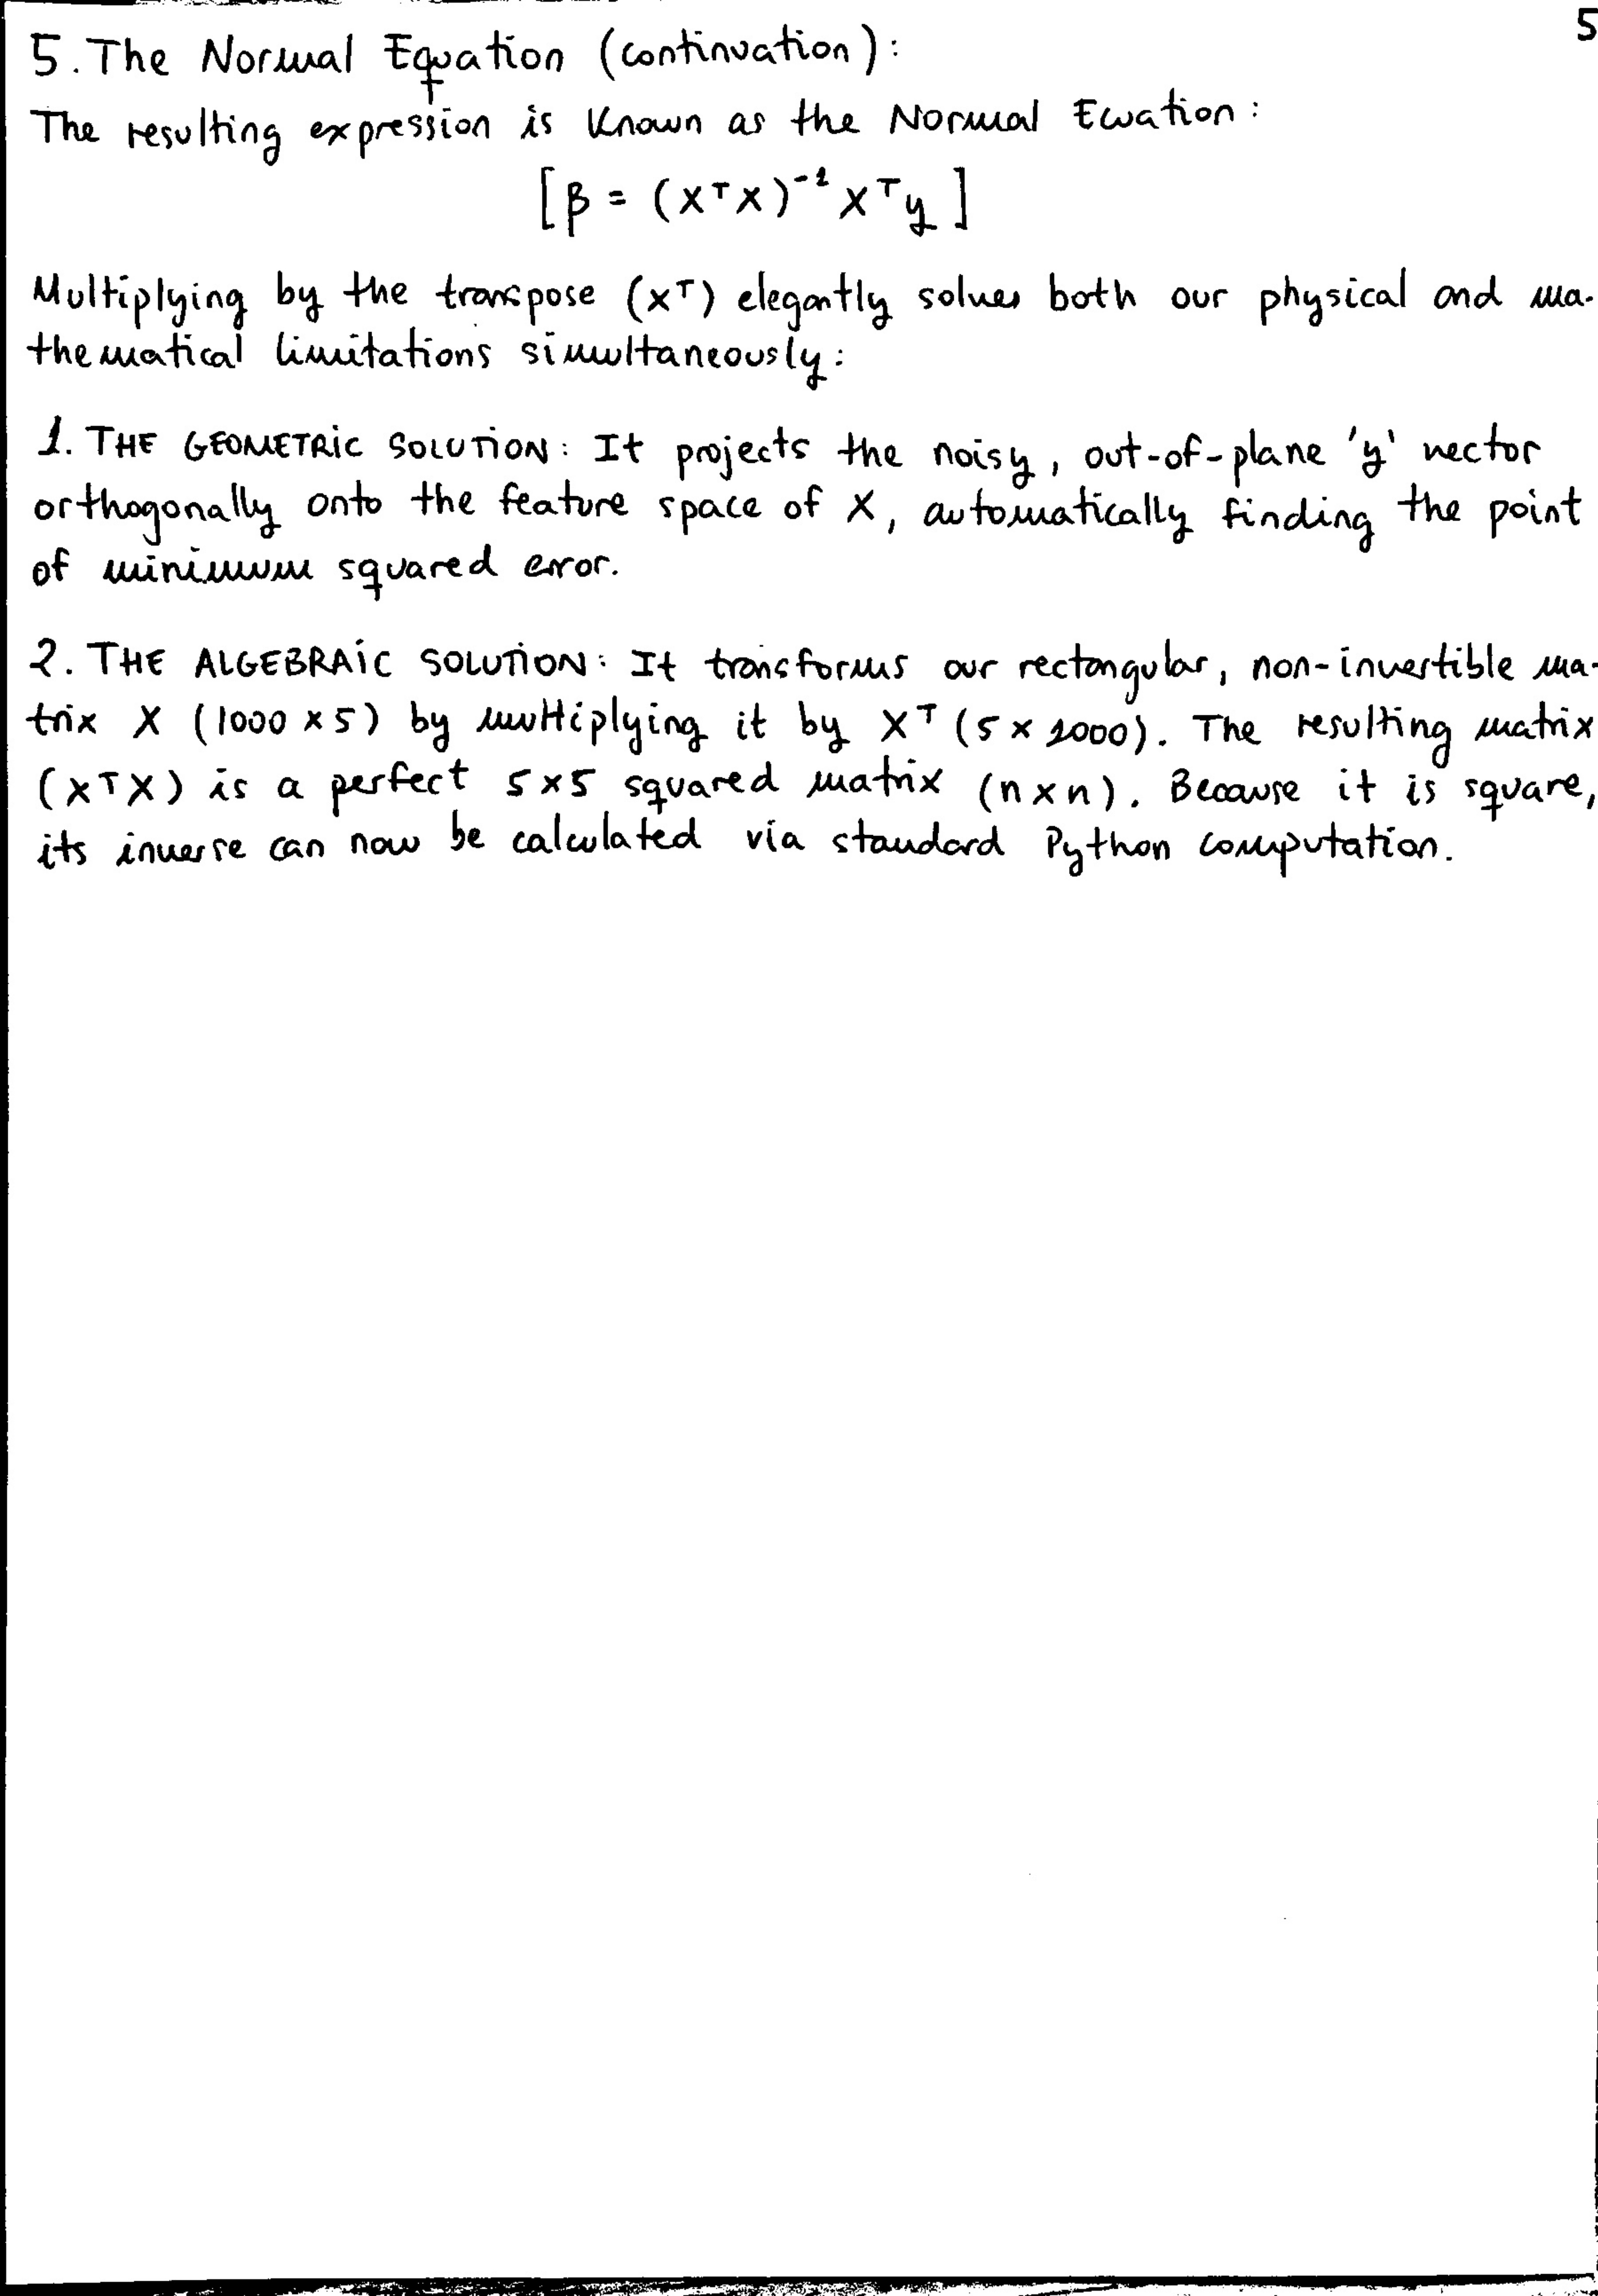 5
5. The Normal Equation (continuation):
The resulting expression is Known as the Normal Ewation:
[β = (XᵀX)⁻¹ Xᵀy]
Multiplying by the transpose (Xᵀ) elegantly solves both our physical and ma-
thematical limitations simultaneously:
1. THE GEOMETRIC SOLUTION: It projects the noisy, out-of-plane 'y' vector
orthogonally onto the feature space of X, automatically finding the point
of minimum squared error.
2. THE ALGEBRAIC SOLUTION: It transforms our rectangular, non-invertible ma-
trix X (1000 x 5) by multiplying it by Xᵀ (5 x 1000). The resulting matrix
(XᵀX) is a perfect 5x5 squared matrix (n x n). Because it is square,
its inverse can now be calculated via standard Python computation.